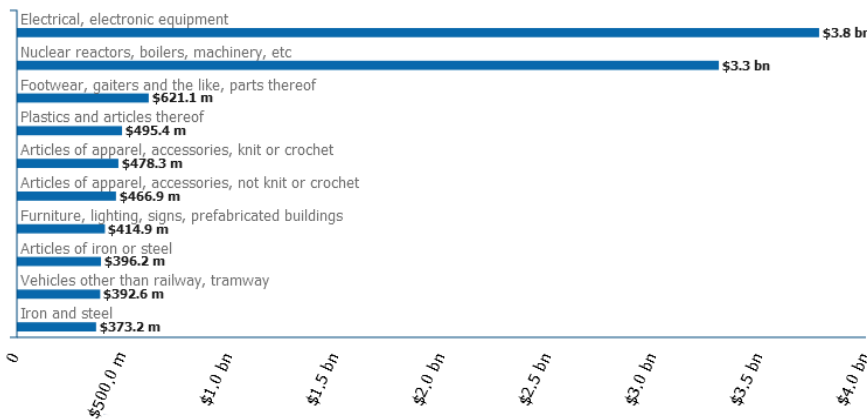 Electrical, electronic equipment
$3.8 bn
Nuclear reactors, boilers, machinery, etc
$3.3 bn
Footwear, gaiters and the like, parts thereof
$621.1 m
Plastics and articles thereof
$495.4 m
Articles of apparel, accessories, knit or crochet
$478.3 m
Articles of apparel, accessories, not knit or crochet
$466.9 m
Furniture, lighting, signs, prefabricated buildings
$414.9 m
Articles of iron or steel
$396.2 m
Vehicles other than railway, tramway
$392.6 m
Iron and steel
$373.2 m
0
$500.0 m
$1.0 bn
$1.5 bn
$2.0 bn
$2.5 bn
$3.0 bn
$3.5 bn
$4.0 bn